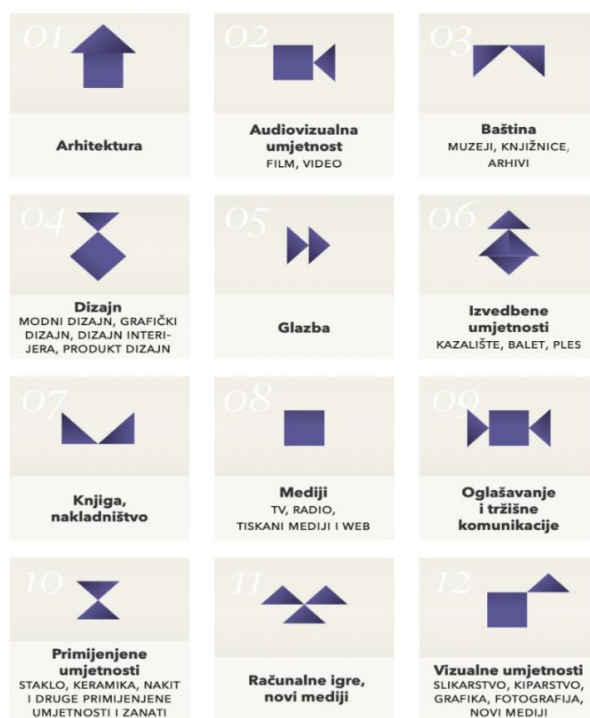 01
Arhitektura
02
Audiovizualna
umjetnost
FILM, VIDEO
03
Baština
MUZEJI, KNJIŽNICE,
ARHIVI
04
Dizajn
MODNI DIZAJN, GRAFIČKI
DIZAJN, DIZAJN INTERI-
JERA, PRODUKT DIZAJN
05
Glazba
06
Izvedbene
umjetnosti
KAZALIŠTE, BALET, PLES
07
Knjiga,
nakladništvo
08
Mediji
TV, RADIO,
TISKANI MEDIJI I WEB
09
Oglašavanje
i tržišne
komunikacije
10
Primijenjene
umjetnosti
STAKLO, KERAMIKA, NAKIT
I DRUGE PRIMIJENJENE
UMJETNOSTI I ZANATI
11
Računalne igre,
novi mediji
12
Vizualne umjetnosti
SLIKARSTVO, KIPARSTVO,
GRAFIKA, FOTOGRAFIJA,
NOVI MEDIJI